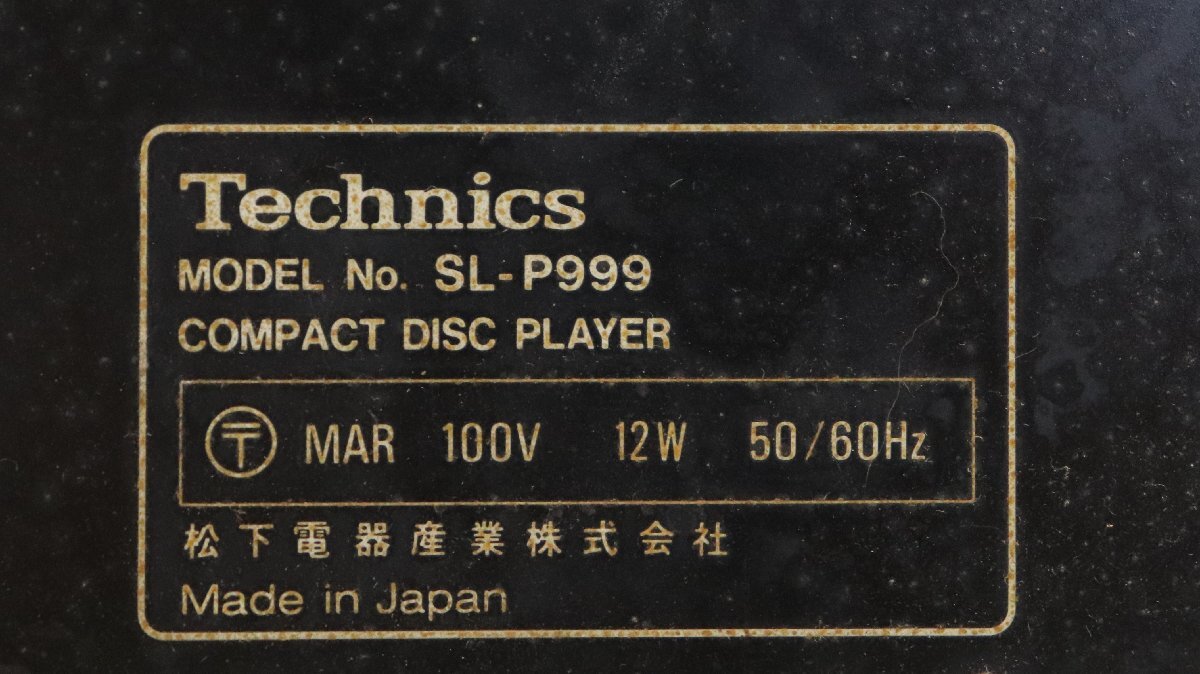 Technics
MODEL No. SL-P999
COMPACT DISC PLAYER
〒 MAR 100V 12W 50/60Hz
松下電器産業株式会社
Made in Japan